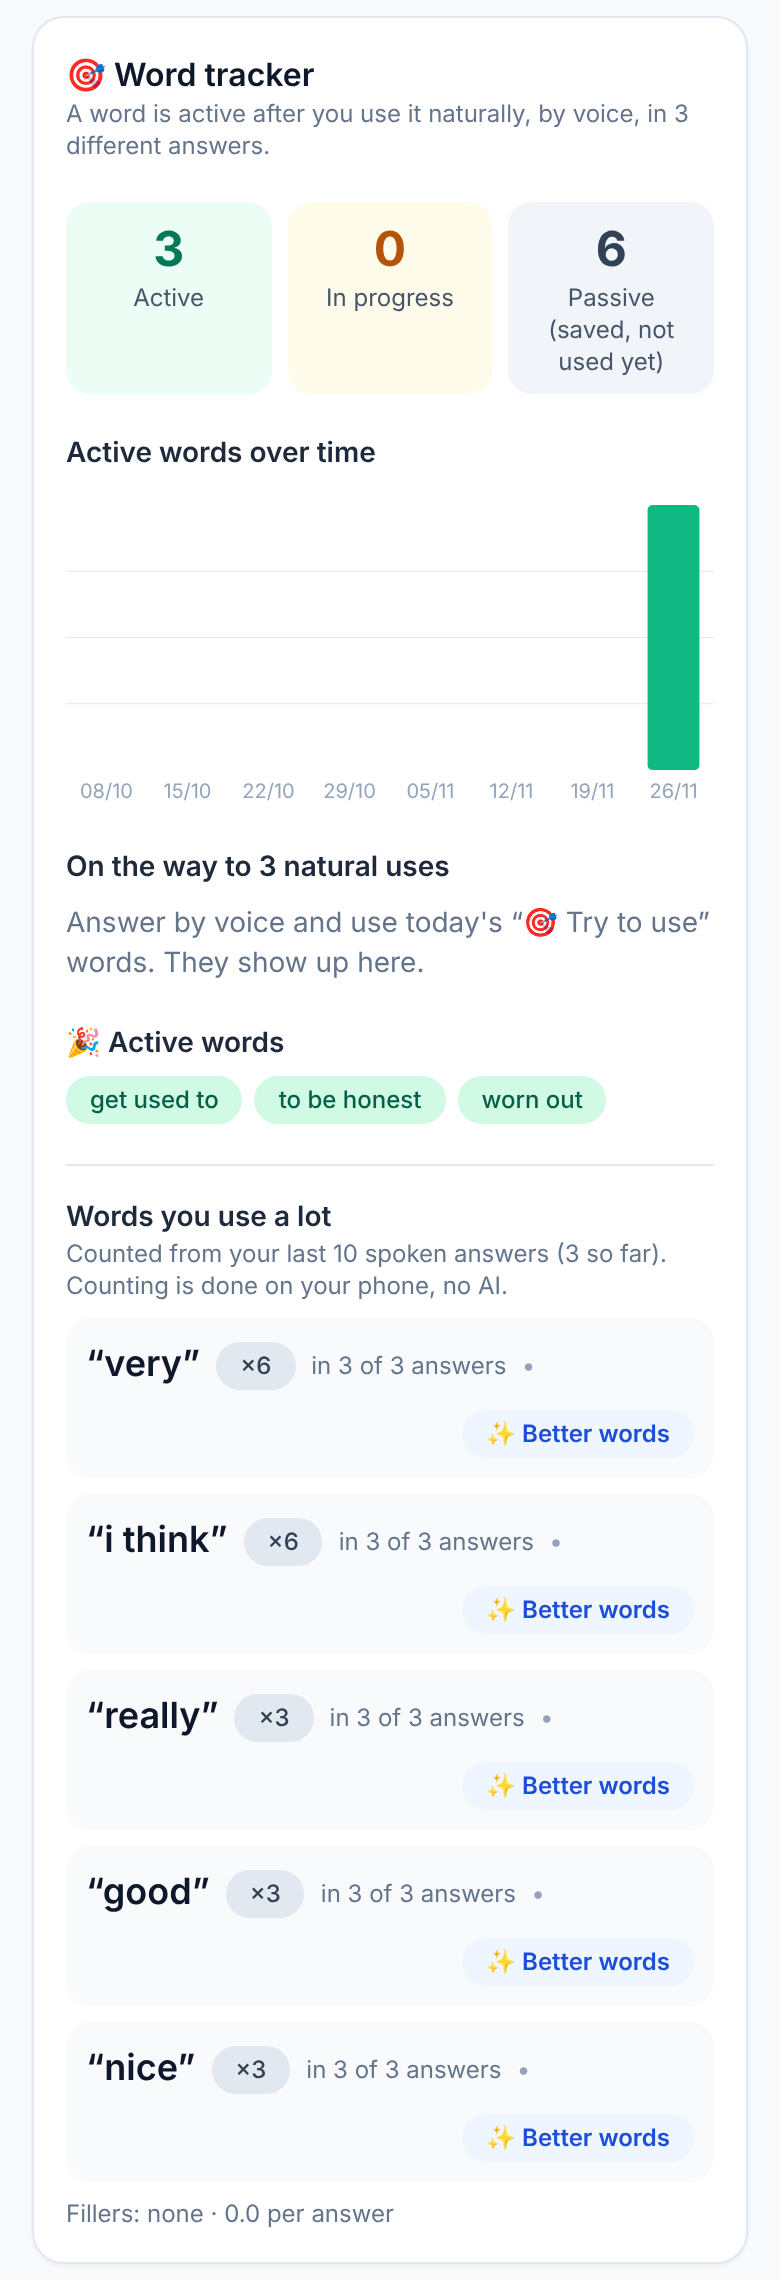 🎯 Word tracker
A word is active after you use it naturally, by voice, in 3
different answers.
3
Active
0
In progress
6
Passive
(saved, not
used yet)
Active words over time
08/10 15/10 22/10 29/10 05/11 12/11 19/11 26/11
On the way to 3 natural uses
Answer by voice and use today's “🎯 Try to use”
words. They show up here.
🎉 Active words
get used to to be honest worn out
Words you use a lot
Counted from your last 10 spoken answers (3 so far).
Counting is done on your phone, no AI.
“very” ×6 in 3 of 3 answers •
✨ Better words
“i think” ×6 in 3 of 3 answers •
✨ Better words
“really” ×3 in 3 of 3 answers •
✨ Better words
“good” ×3 in 3 of 3 answers •
✨ Better words
“nice” ×3 in 3 of 3 answers •
✨ Better words
Fillers: none · 0.0 per answer